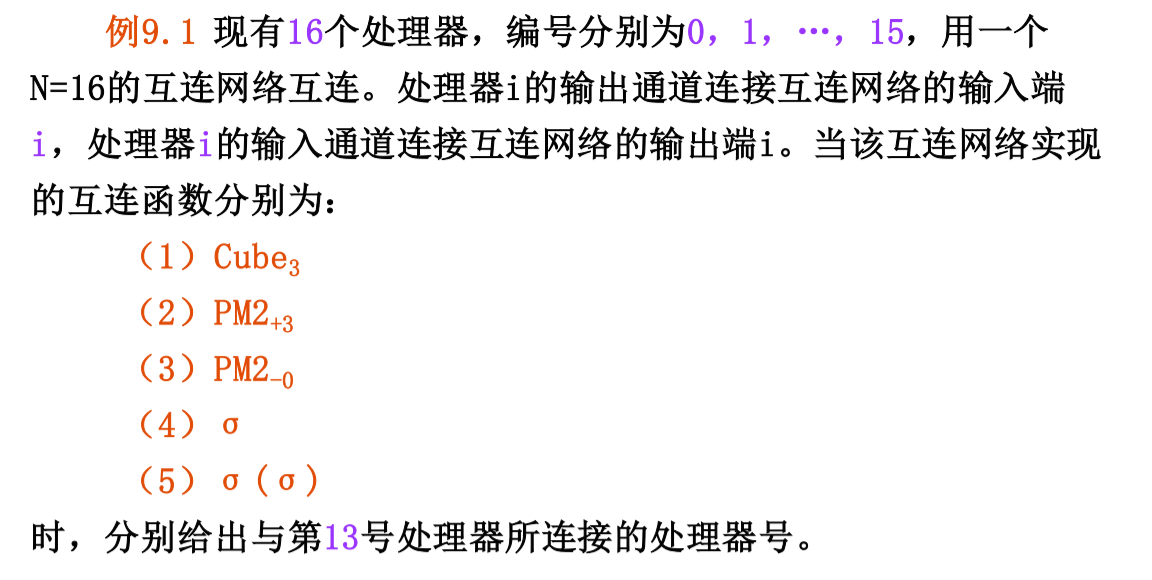 例9.1 现有16个处理器，编号分别为0，1，…，15，用一个
N=16的互连网络互连。处理器i的输出通道连接互连网络的输入端
i，处理器i的输入通道连接互连网络的输出端i。当该互连网络实现
的互连函数分别为：
（1）Cube₃
（2）PM2₊₃
（3）PM2₋₀
（4）σ
（5）σ(σ)
时，分别给出与第13号处理器所连接的处理器号。